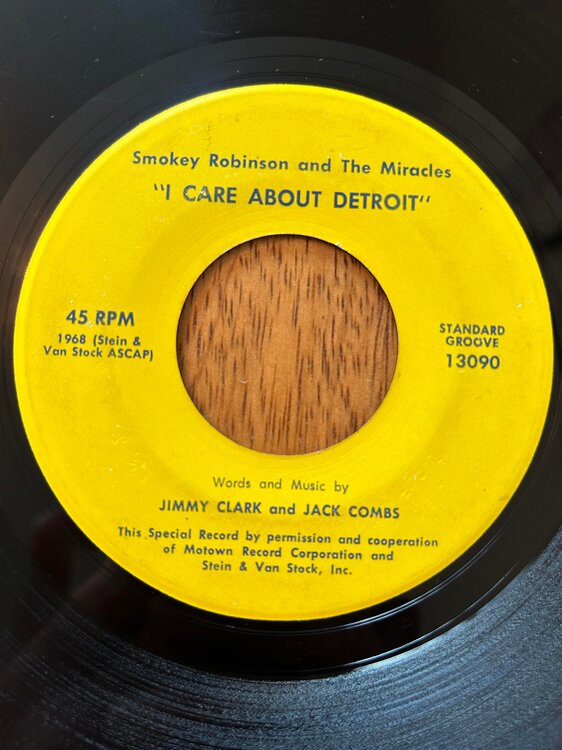 Smokey Robinson and The Miracles
"I CARE ABOUT DETROIT"
45 RPM
1968 (Stein &
Van Stock ASCAP)
STANDARD
GROOVE
13090
Words and Music by
JIMMY CLARK and JACK COMBS
This Special Record by permission and cooperation
of Motown Record Corporation and
Stein & Van Stock, Inc.